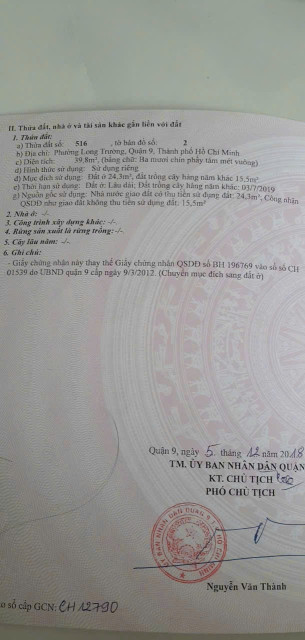 II. Thửa đất, nhà ở và tài sản khác gắn liền với đất
1. Thửa đất:
a) Thửa đất số: 516 , tờ bản đồ số: 2
b) Địa chỉ: Phường Long Trường, Quận 9, Thành phố Hồ Chí Minh
c) Diện tích: 39,8m², (bằng chữ: Ba mươi chín phẩy tám mét vuông)
d) Hình thức sử dụng: Sử dụng riêng
đ) Mục đích sử dụng: Đất ở 24,3m², đất trồng cây hàng năm khác 15,5m².
e) Thời hạn sử dụng: Đất ở: Lâu dài; Đất trồng cây hàng năm khác: 03/7/2019
g) Nguồn gốc sử dụng: Nhà nước giao đất có thu tiền sử dụng đất: 24,3m², Công nhận
QSDĐ như giao đất không thu tiền sử dụng đất: 15,5m²
2. Nhà ở: -/-.
3. Công trình xây dựng khác: -/-.
4. Rừng sản xuất là rừng trồng: -/-.
5. Cây lâu năm: -/-.
6. Ghi chú:
- Giấy chứng nhận này thay thế Giấy chứng nhận QSDĐ số BH 196769 vào sổ số CH
01539 do UBND quận 9 cấp ngày 9/3/2012. (Chuyển mục đích sang đất ở)
Quận 9, ngày 5 tháng 12 năm 2018
TM. ỦY BAN NHÂN DÂN QUẬN
KT. CHỦ TỊCH
PHÓ CHỦ TỊCH
Nguyễn Văn Thành
o sổ cấp GCN: CH 12790